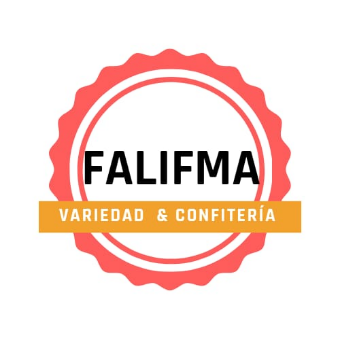 FALIFMA
VARIEDAD & CONFITERÍA